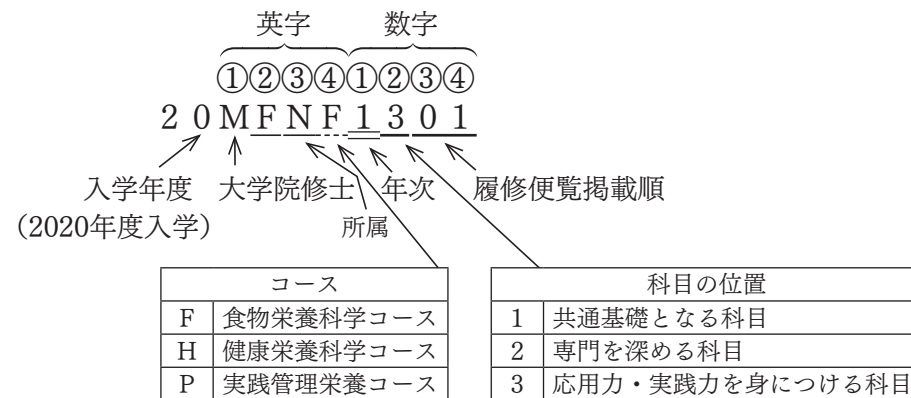 英字 数字
①②③④①②③④
20MFNF1301
入学年度 大学院修士 年次 履修便覧掲載順
(2020年度入学) 所属
コース
F 食物栄養科学コース
H 健康栄養科学コース
P 実践管理栄養コース
科目の位置
1 共通基礎となる科目
2 専門を深める科目
3 応用力・実践力を身につける科目